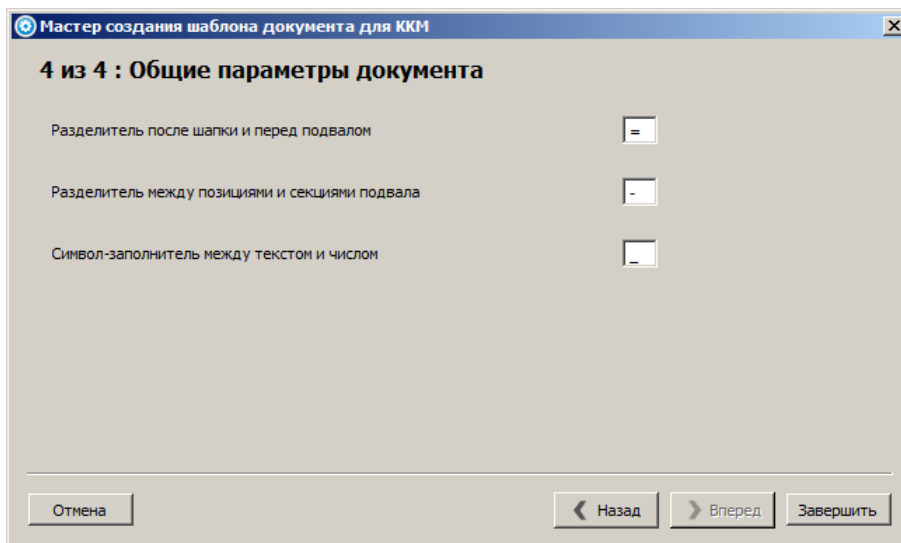 Мастер создания шаблона документа для ККМ
4 из 4 : Общие параметры документа
Разделитель после шапки и перед подвалом =
Разделитель между позициями и секциями подвала -
Символ-заполнитель между текстом и числом _
Отмена Назад Вперед Завершить